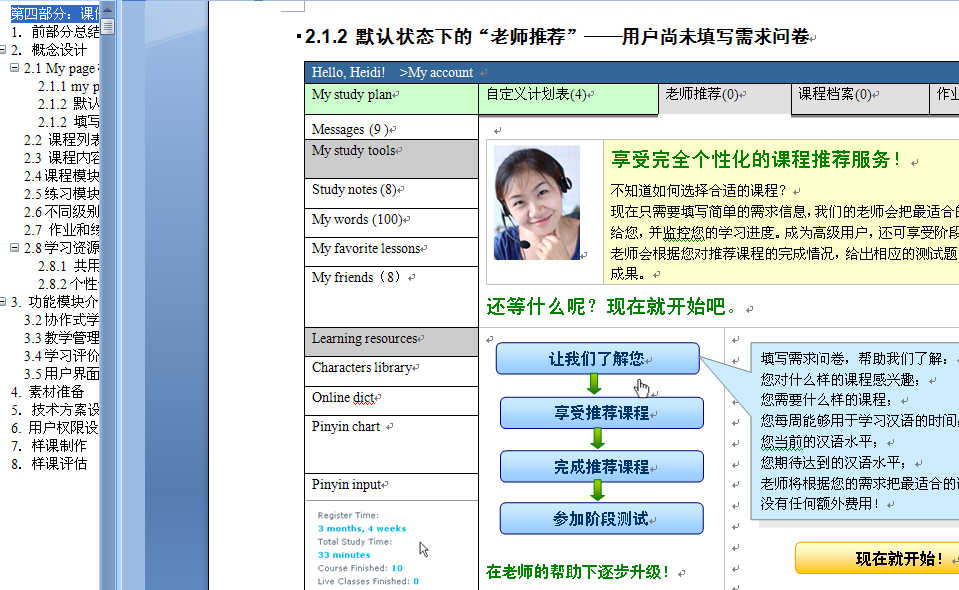 第四部分：课
1. 前部分总结
2. 概念设计
2.1 My page
2.1.1 my p
2.1.2 默认
2.1.2 填写
2.2 课程列表
2.3 课程内容
2.4课程模块
2.5练习模块
2.6不同级别
2.7 作业和
2.8学习资源
2.8.1 共用
2.8.2个性
3. 功能模块介
3.2协作式学
3.3教学管理
3.4学习评价
3.5用户界面
4. 素材准备
5. 技术方案设
6. 用户权限设
7. 样课制作
8. 样课评估
2.1.2 默认状态下的“老师推荐”——用户尚未填写需求问卷
Hello, Heidi! >My account
My study plan
自定义计划表(4)
老师推荐(0)
课程档案(0)
作业
Messages (9 )
My study tools
Study notes (8)
My words (100)
My favorite lessons
My friends（8）
Learning resources
Characters library
Online dict
Pinyin chart
Pinyin input
Register Time:
3 months, 4 weeks
Total Study Time:
33 minutes
Course Finished: 10
Live Classes Finished: 0
享受完全个性化的课程推荐服务！
不知道如何选择合适的课程？
现在只需要填写简单的需求信息，我们的老师会把最适合的
给您，并监控您的学习进度。成为高级用户，还可享受阶段
老师会根据您对推荐课程的完成情况，给出相应的测试题
成果。
还等什么呢？现在就开始吧。
让我们了解您
享受推荐课程
完成推荐课程
参加阶段测试
在老师的帮助下逐步升级！
填写需求问卷，帮助我们了解：
您对什么样的课程感兴趣；
您需要什么样的课程；
您每周能够用于学习汉语的时间；
您当前的汉语水平；
您期待达到的汉语水平；
老师将根据您的需求把最适合的
没有任何额外费用！
现在就开始！